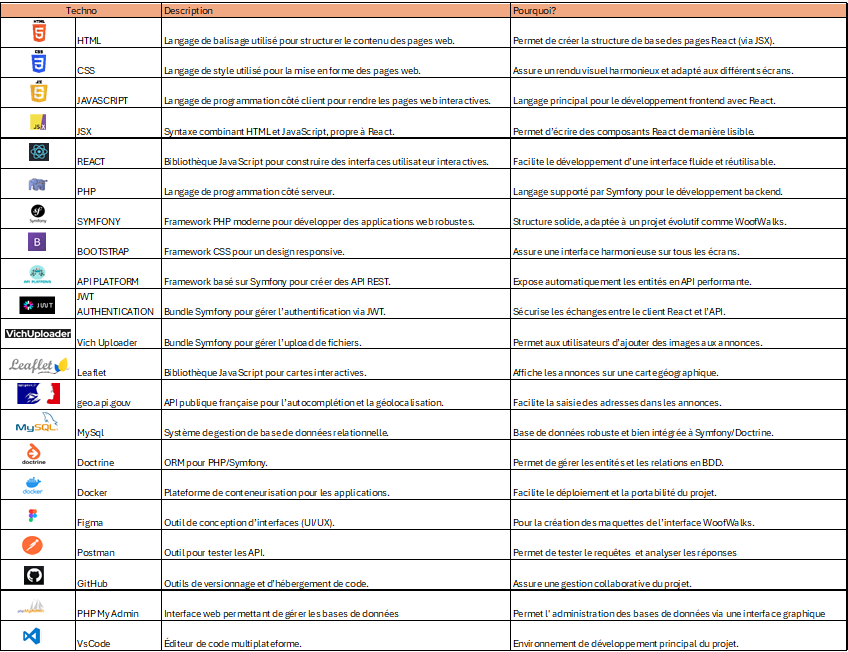 Techno Description Pourquoi?
HTML
HTML Langage de balisage utilisé pour structurer le contenu des pages web. Permet de créer la structure de base des pages React (via JSX).
CSS
CSS Langage de style utilisé pour la mise en forme des pages web. Assure un rendu visuel harmonieux et adapté aux différents écrans.
JS
JAVASCRIPT Langage de programmation côté client pour rendre les pages web interactives. Langage principal pour le développement frontend avec React.
JSX
JSX Syntaxe combinant HTML et JavaScript, propre à React. Permet d'écrire des composants React de manière lisible.
REACT Bibliothèque JavaScript pour construire des interfaces utilisateur interactives. Facilite le développement d'une interface fluide et réutilisable.
PHP Langage de programmation côté serveur. Langage supporté par Symfony pour le développement backend.
sf
Symfony
SYMFONY Framework PHP moderne pour développer des applications web robustes. Structure solide, adaptée à un projet évolutif comme WoofWalks.
B
BOOTSTRAP Framework CSS pour un design responsive. Assure une interface harmonieuse sur tous les écrans.
API PLATFORM
API PLATFORM Framework basé sur Symfony pour créer des API REST. Expose automatiquement les entités en API performante.
JWT
JWT
AUTHENTICATION Bundle Symfony pour gérer l'authentification via JWT. Sécurise les échanges entre le client React et l'API.
VichUploader
Vich Uploader Bundle Symfony pour gérer l'upload de fichiers. Permet aux utilisateurs d'ajouter des images aux annonces.
Leaflet
Leaflet Bibliothèque JavaScript pour cartes interactives. Affiche les annonces sur une carte géographique.
geo.api.gouv API publique française pour l'autocomplétion et la géolocalisation. Facilite la saisie des adresses dans les annonces.
MySQL
MySql Système de gestion de base de données relationnelle. Base de données robuste et bien intégrée à Symfony/Doctrine.
doctrine
Doctrine ORM pour PHP/Symfony. Permet de gérer les entités et les relations en BDD.
docker
Docker Plateforme de conteneurisation pour les applications. Facilite le déploiement et la portabilité du projet.
Figma Outil de conception d'interfaces (UI/UX). Pour la création des maquettes de l'interface WoofWalks.
Postman Outil pour tester les API. Permet de tester le requêtes et analyser les réponses
GitHub Outils de versionnage et d'hébergement de code. Assure une gestion collaborative du projet.
PHP My Admin Interface web permettant de gérer les bases de données Permet l' administration des bases de données via une interface graphique
VsCode Éditeur de code multiplateforme. Environnement de développement principal du projet.